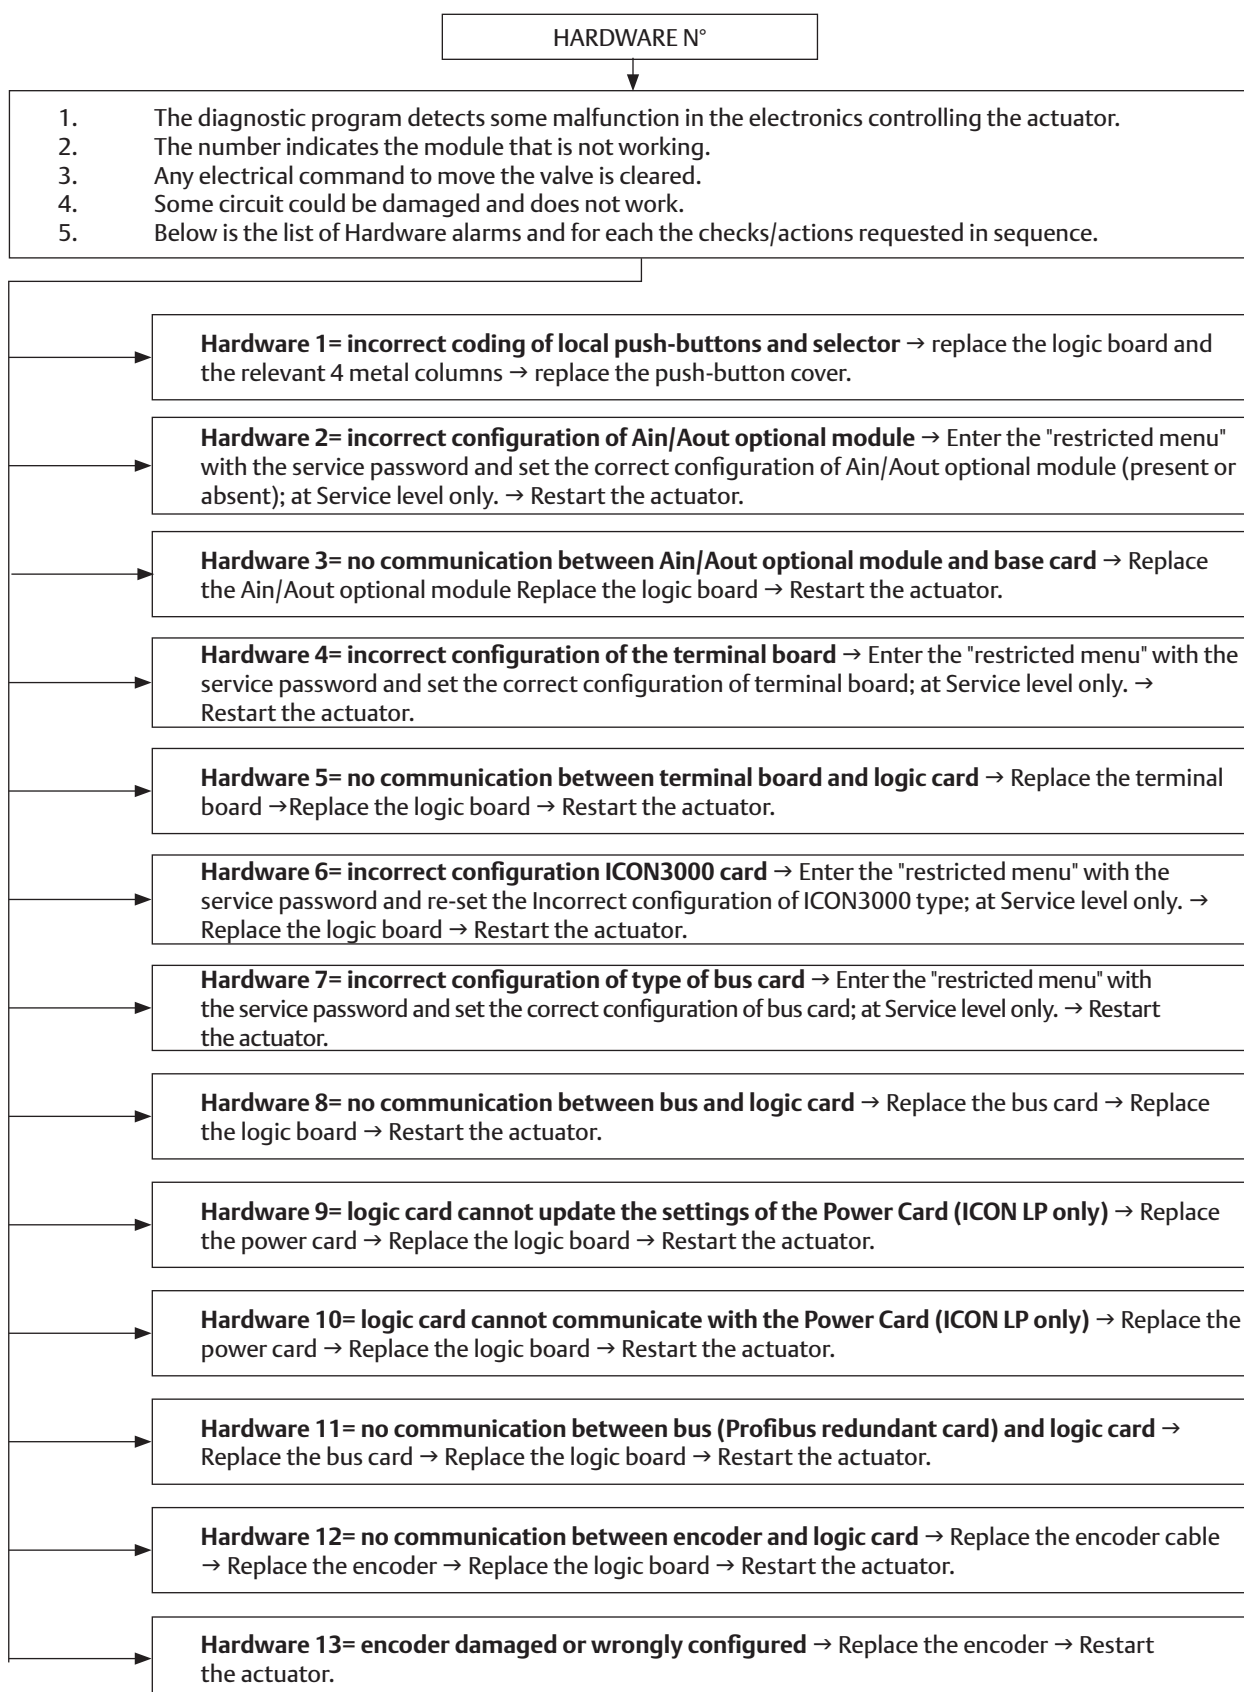 HARDWARE N°
1. The diagnostic program detects some malfunction in the electronics controlling the actuator.
2. The number indicates the module that is not working.
3. Any electrical command to move the valve is cleared.
4. Some circuit could be damaged and does not work.
5. Below is the list of Hardware alarms and for each the checks/actions requested in sequence.
Hardware 1= incorrect coding of local push-buttons and selector → replace the logic board and
the relevant 4 metal columns → replace the push-button cover.
Hardware 2= incorrect configuration of Ain/Aout optional module → Enter the "restricted menu"
with the service password and set the correct configuration of Ain/Aout optional module (present or
absent); at Service level only. → Restart the actuator.
Hardware 3= no communication between Ain/Aout optional module and base card → Replace
the Ain/Aout optional module Replace the logic board → Restart the actuator.
Hardware 4= incorrect configuration of the terminal board → Enter the "restricted menu" with the
service password and set the correct configuration of terminal board; at Service level only. →
Restart the actuator.
Hardware 5= no communication between terminal board and logic card → Replace the terminal
board →Replace the logic board → Restart the actuator.
Hardware 6= incorrect configuration ICON3000 card → Enter the "restricted menu" with the
service password and re-set the Incorrect configuration of ICON3000 type; at Service level only. →
Replace the logic board → Restart the actuator.
Hardware 7= incorrect configuration of type of bus card → Enter the "restricted menu" with
the service password and set the correct configuration of bus card; at Service level only. → Restart
the actuator.
Hardware 8= no communication between bus and logic card → Replace the bus card → Replace
the logic board → Restart the actuator.
Hardware 9= logic card cannot update the settings of the Power Card (ICON LP only) → Replace
the power card → Replace the logic board → Restart the actuator.
Hardware 10= logic card cannot communicate with the Power Card (ICON LP only) → Replace the
power card → Replace the logic board → Restart the actuator.
Hardware 11= no communication between bus (Profibus redundant card) and logic card →
Replace the bus card → Replace the logic board → Restart the actuator.
Hardware 12= no communication between encoder and logic card → Replace the encoder cable
→ Replace the encoder → Replace the logic board → Restart the actuator.
Hardware 13= encoder damaged or wrongly configured → Replace the encoder → Restart
the actuator.